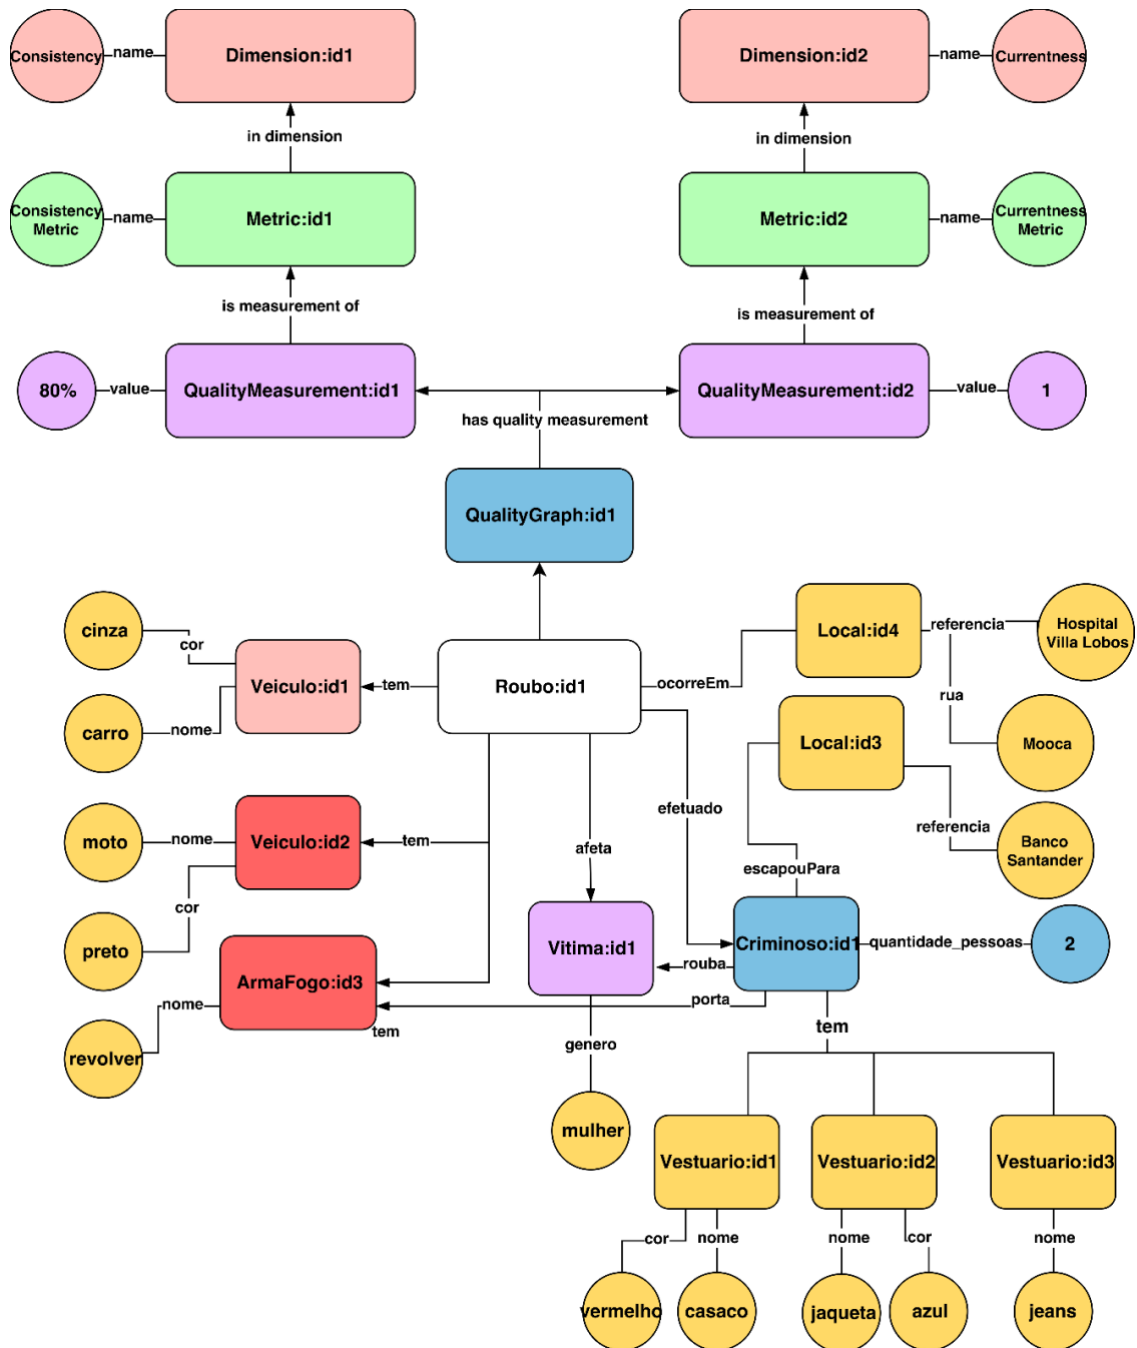 Consistency
name
Dimension:id1
Dimension:id2
name
Currentness
in dimension
in dimension
Consistency
Metric
name
Metric:id1
Metric:id2
name
Currentness
Metric
is measurement of
is measurement of
80%
value
QualityMeasurement:id1
QualityMeasurement:id2
value
1
has quality measurement
QualityGraph:id1
cinza
cor
Veiculo:id1
tem
Roubo:id1
ocorreEm
Local:id4
referencia
Hospital
Villa Lobos
rua
carro
nome
Local:id3
Mooca
efetuado
referencia
Banco
Santander
moto
nome
Veiculo:id2
tem
afeta
escapouPara
cor
preto
Vitima:id1
rouba
Criminoso:id1
quantidade_pessoas
2
ArmaFogo:id3
nome
porta
tem
revolver
genero
tem
mulher
Vestuario:id1
Vestuario:id2
Vestuario:id3
cor
nome
nome
cor
nome
vermelho
casaco
jaqueta
azul
jeans